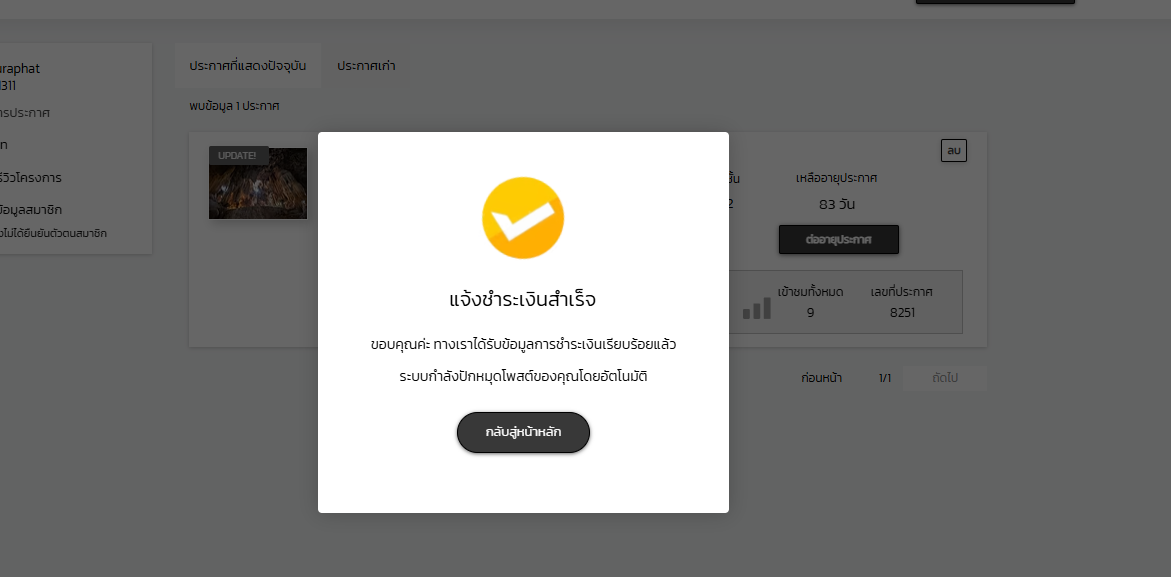 uraphat
1311
ารประกาศ
ประกาศที่แสดงปัจจุบัน
ประกาศเก่า
พบข้อมูล 1 ประกาศ
รีวิวโครงการ
ข้อมูลสมาชิก
งไม่ได้ยืนยันตัวตนสมาชิก
UPDATE!
ลบ
เหลืออายุประกาศ
83 วัน
ต่ออายุประกาศ
เข้าชมทั้งหมด
9
เลขที่ประกาศ
8251
ก่อนหน้า
1/1
ถัดไป
แจ้งชำระเงินสำเร็จ
ขอบคุณค่ะ ทางเราได้รับข้อมูลการชำระเงินเรียบร้อยแล้ว
ระบบกำลังปักหมุดโพสต์ของคุณโดยอัตโนมัติ
กลับสู่หน้าหลัก